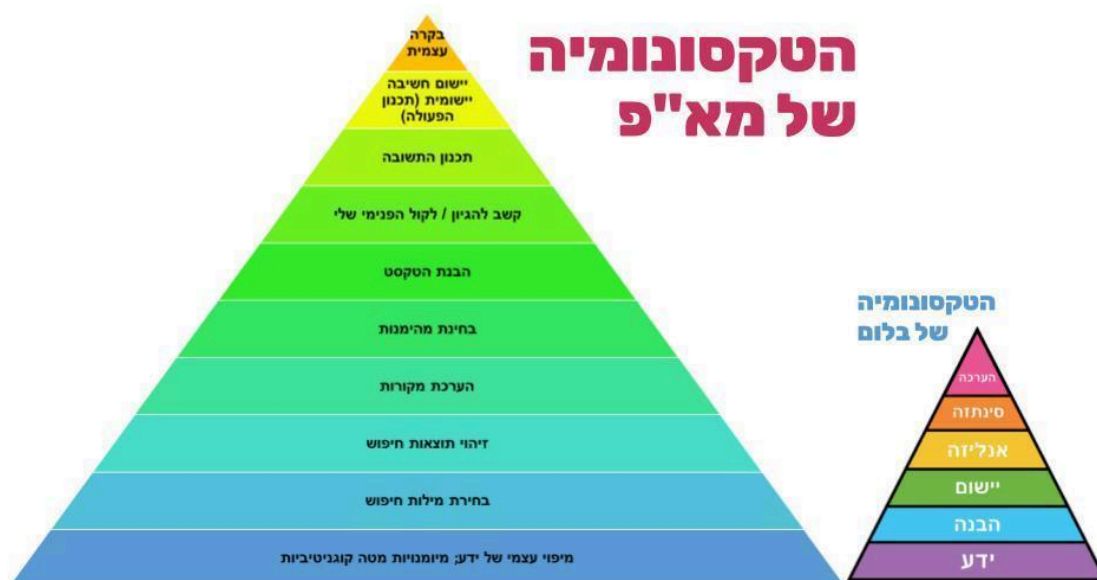 הטקסונומיה
של מא"פ
בקרה
עצמית
יישום חשיבה
יישומית (תכנון
הפעולה)
תכנון התשובה
קשב להגיון / לקול הפנימי שלי
הבנת הטקסט
בחינת מהימנות
הערכת מקורות
זיהוי תוצאות חיפוש
בחירת מילות חיפוש
מיפוי עצמי של ידע; מיומנויות מטה קוגניטיביות
הטקסונומיה
של בלום
הערכה
סינתזה
אנליזה
יישום
הבנה
ידע